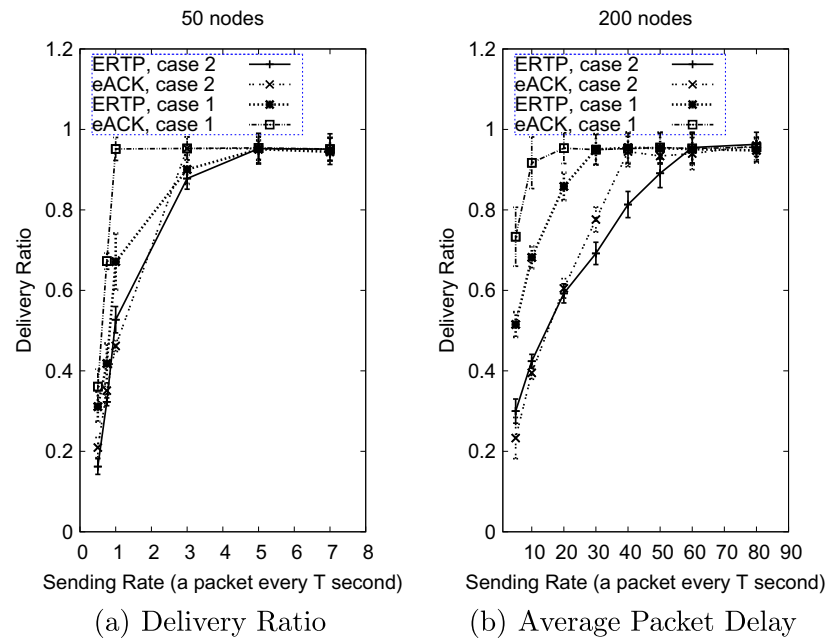 50 nodes
1.2
1
0.8
0.6
0.4
0.2
0
Delivery Ratio
ERTP, case 2
eACK, case 2
ERTP, case 1
eACK, case 1
0 1 2 3 4 5 6 7 8
Sending Rate (a packet every T second)
(a) Delivery Ratio
200 nodes
1.2
1
0.8
0.6
0.4
0.2
0
Delivery Ratio
ERTP, case 2
eACK, case 2
ERTP, case 1
eACK, case 1
10 20 30 40 50 60 70 80 90
Sending Rate (a packet every T second)
(b) Average Packet Delay